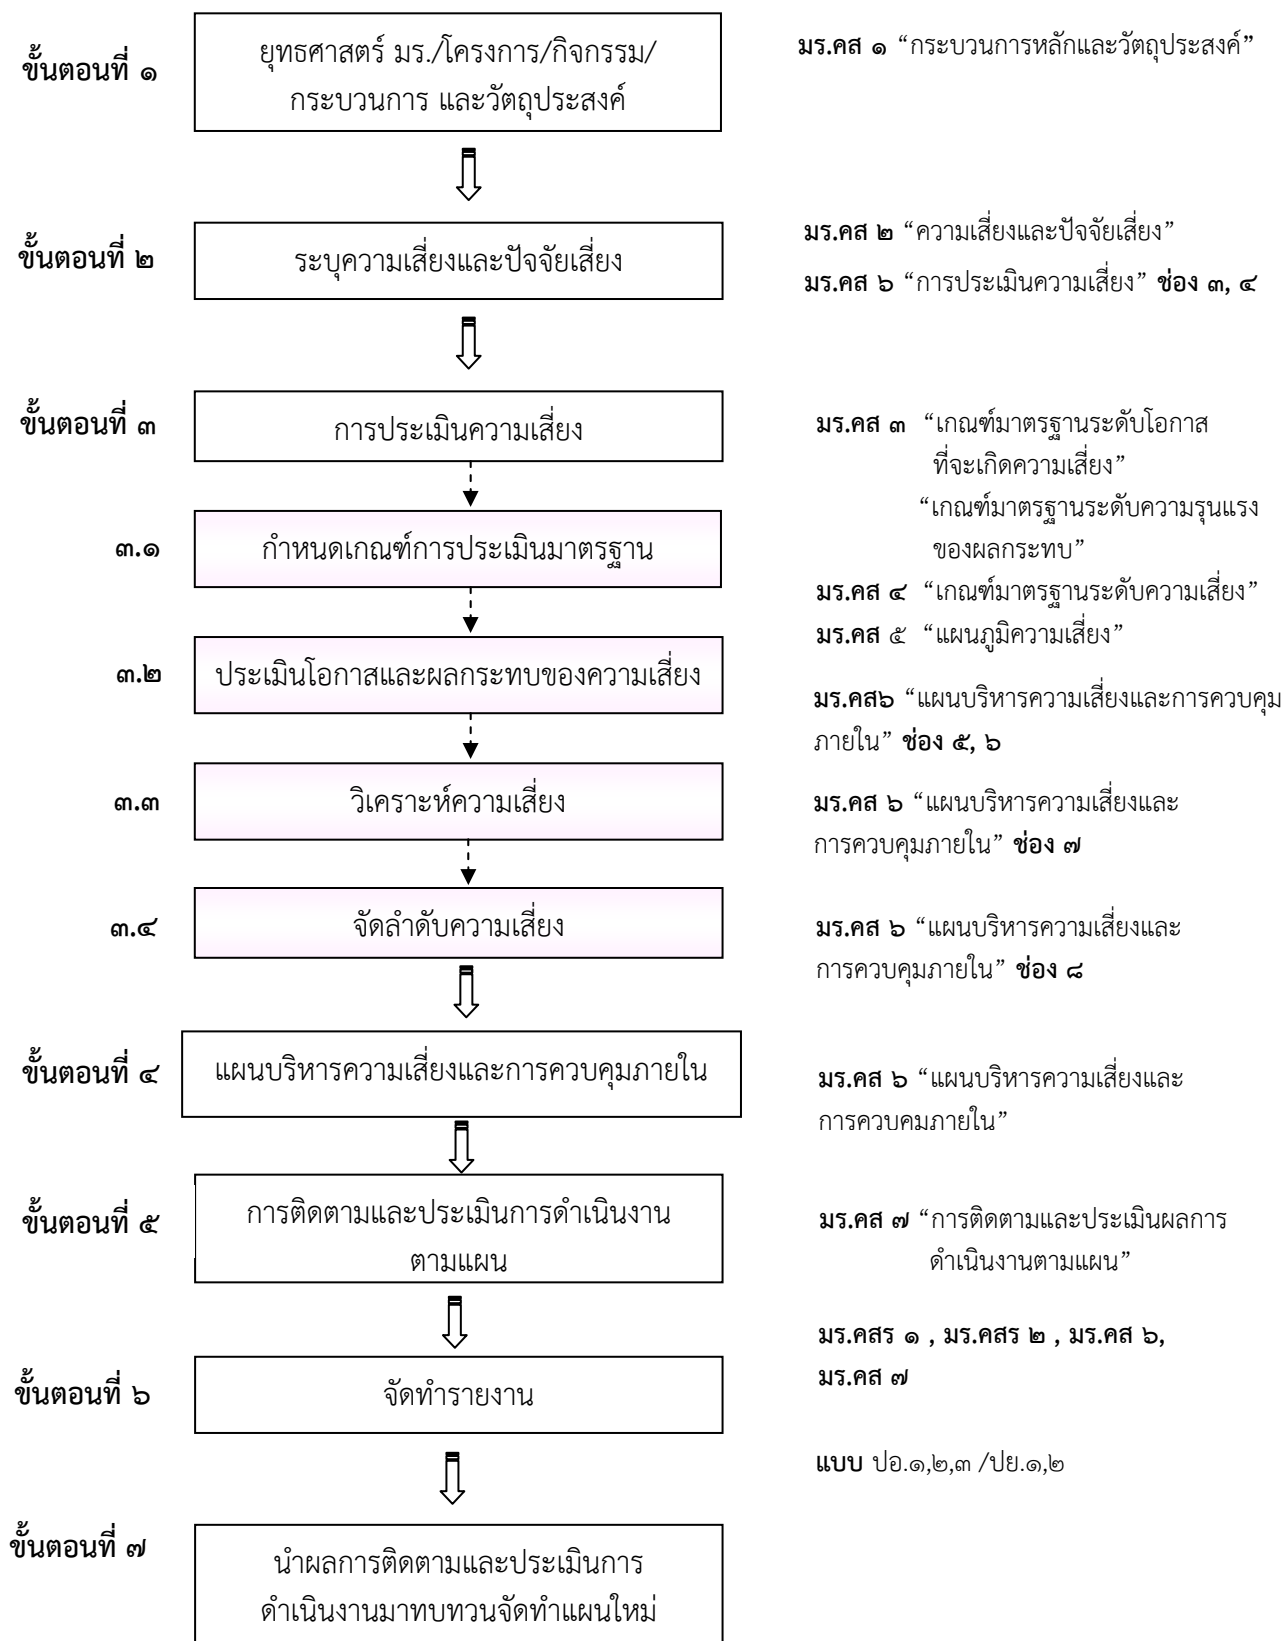 ขั้นตอนที่ ๑
ยุทธศาสตร์ มร./โครงการ/กิจกรรม/
กระบวนการ และวัตถุประสงค์
มร.คส ๑ “กระบวนการหลักและวัตถุประสงค์”
ขั้นตอนที่ ๒
ระบุความเสี่ยงและปัจจัยเสี่ยง
มร.คส ๒ “ความเสี่ยงและปัจจัยเสี่ยง”
มร.คส ๖ “การประเมินความเสี่ยง” ช่อง ๓, ๔
ขั้นตอนที่ ๓
การประเมินความเสี่ยง
มร.คส ๓ “เกณฑ์มาตรฐานระดับโอกาส
ที่จะเกิดความเสี่ยง”
“เกณฑ์มาตรฐานระดับความรุนแรง
ของผลกระทบ”
๓.๑
กำหนดเกณฑ์การประเมินมาตรฐาน
มร.คส ๔ “เกณฑ์มาตรฐานระดับความเสี่ยง”
มร.คส ๕ “แผนภูมิความเสี่ยง”
๓.๒
ประเมินโอกาสและผลกระทบของความเสี่ยง
มร.คส๖ “แผนบริหารความเสี่ยงและการควบคุม
ภายใน” ช่อง ๕, ๖
๓.๓
วิเคราะห์ความเสี่ยง
มร.คส ๖ “แผนบริหารความเสี่ยงและ
การควบคุมภายใน” ช่อง ๗
๓.๔
จัดลำดับความเสี่ยง
มร.คส ๖ “แผนบริหารความเสี่ยงและ
การควบคุมภายใน” ช่อง ๘
ขั้นตอนที่ ๔
แผนบริหารความเสี่ยงและการควบคุมภายใน
มร.คส ๖ “แผนบริหารความเสี่ยงและ
การควบคมภายใน”
ขั้นตอนที่ ๕
การติดตามและประเมินการดำเนินงาน
ตามแผน
มร.คส ๗ “การติดตามและประเมินผลการ
ดำเนินงานตามแผน”
ขั้นตอนที่ ๖
จัดทำรายงาน
มร.คสร ๑ , มร.คสร ๒ , มร.คส ๖,
มร.คส ๗
แบบ ปอ.๑,๒,๓ /ปย.๑,๒
ขั้นตอนที่ ๗
นำผลการติดตามและประเมินการ
ดำเนินงานมาทบทวนจัดทำแผนใหม่